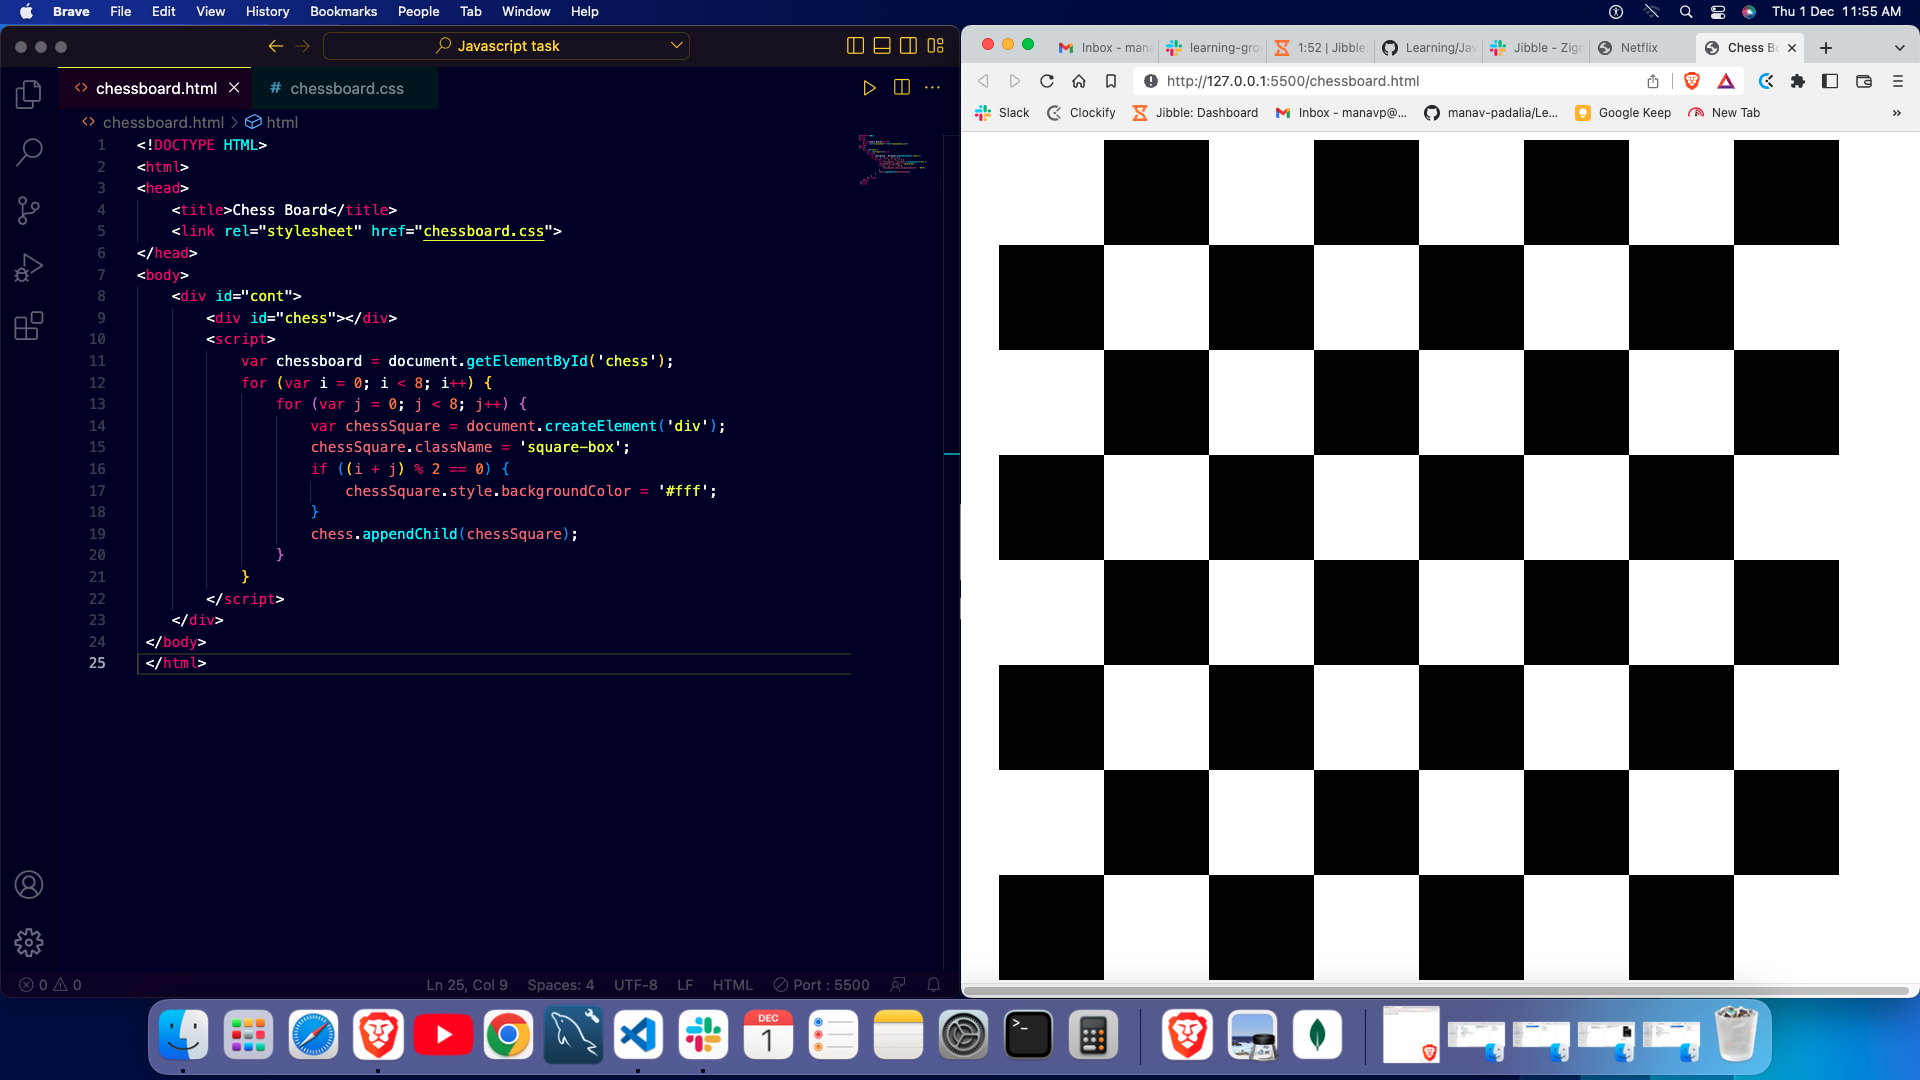 Brave File Edit View History Bookmarks People Tab Window Help
Thu 1 Dec 11:55 AM
Javascript task
chessboard.html
chessboard.css
chessboard.html > html
1 <!DOCTYPE HTML>
2 <html>
3 <head>
4 <title>Chess Board</title>
5 <link rel="stylesheet" href="chessboard.css">
6 </head>
7 <body>
8 <div id="cont">
9 <div id="chess"></div>
10 <script>
11 var chessboard = document.getElementById('chess');
12 for (var i = 0; i < 8; i++) {
13 for (var j = 0; j < 8; j++) {
14 var chessSquare = document.createElement('div');
15 chessSquare.className = 'square-box';
16 if ((i + j) % 2 == 0) {
17 chessSquare.style.backgroundColor = '#fff';
18 }
19 chess.appendChild(chessSquare);
20 }
21 }
22 </script>
23 </div>
24 </body>
25 </html>
0 0
Ln 25, Col 9 Spaces: 4 UTF-8 LF HTML Port : 5500
Inbox - mana learning-gro 1:52 | Jibble: Learning/Jav Jibble - Zig Netflix Chess B
http://127.0.0.1:5500/chessboard.html
Slack Clockify Jibble: Dashboard Inbox - manavp@... manav-padalia/Le... Google Keep New Tab »
DEC
1
>_